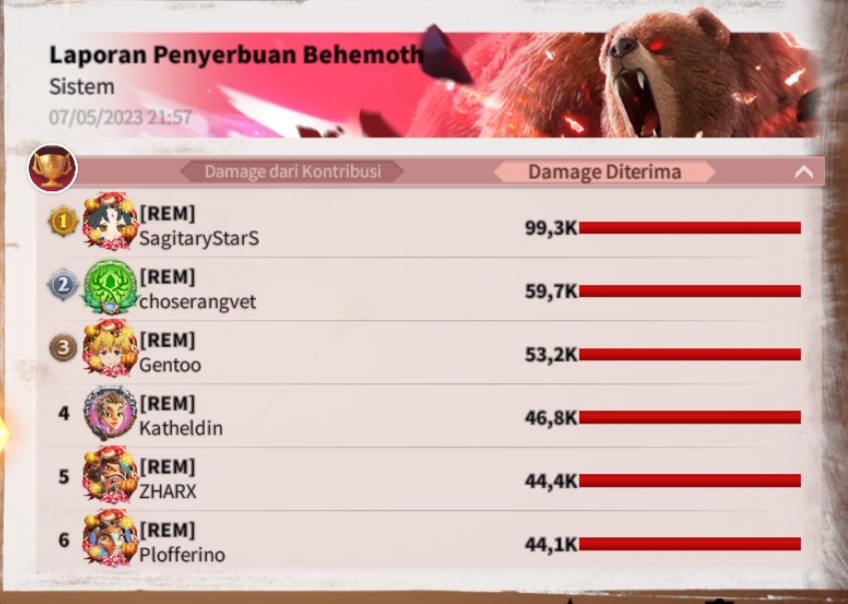 Laporan Penyerbuan Behemoth
Sistem
07/05/2023 21:57
Damage dari Kontribusi
Damage Diterima
1
[REM]
SagitaryStarS
99,3K
2
[REM]
choserangvet
59,7K
3
[REM]
Gentoo
53,2K
4
[REM]
Katheldin
46,8K
5
[REM]
ZHARX
44,4K
6
[REM]
Plofferino
44,1K